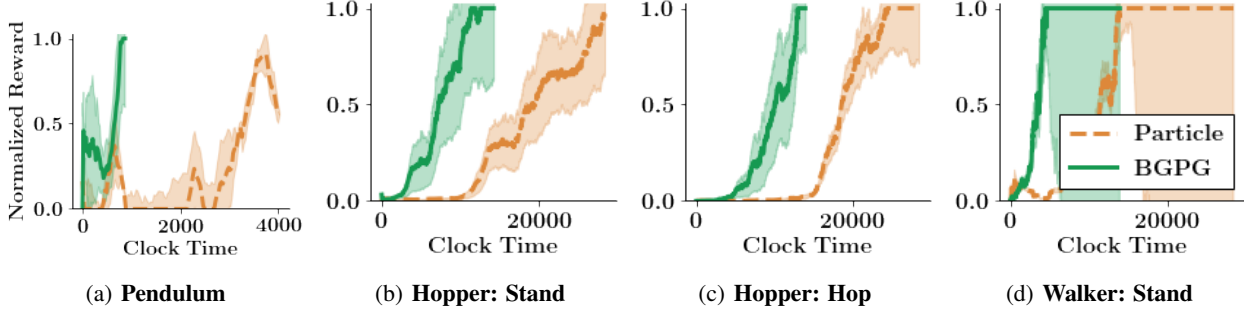 Normalized Reward
1.0
0.5
0.0
0 2000 4000
Clock Time
(a) Pendulum
1.0
0.5
0.0
0 20000
Clock Time
(b) Hopper: Stand
1.0
0.5
0.0
0 20000
Clock Time
(c) Hopper: Hop
1.0
0.5
0.0
0 20000
Clock Time
Particle
BGPG
(d) Walker: Stand